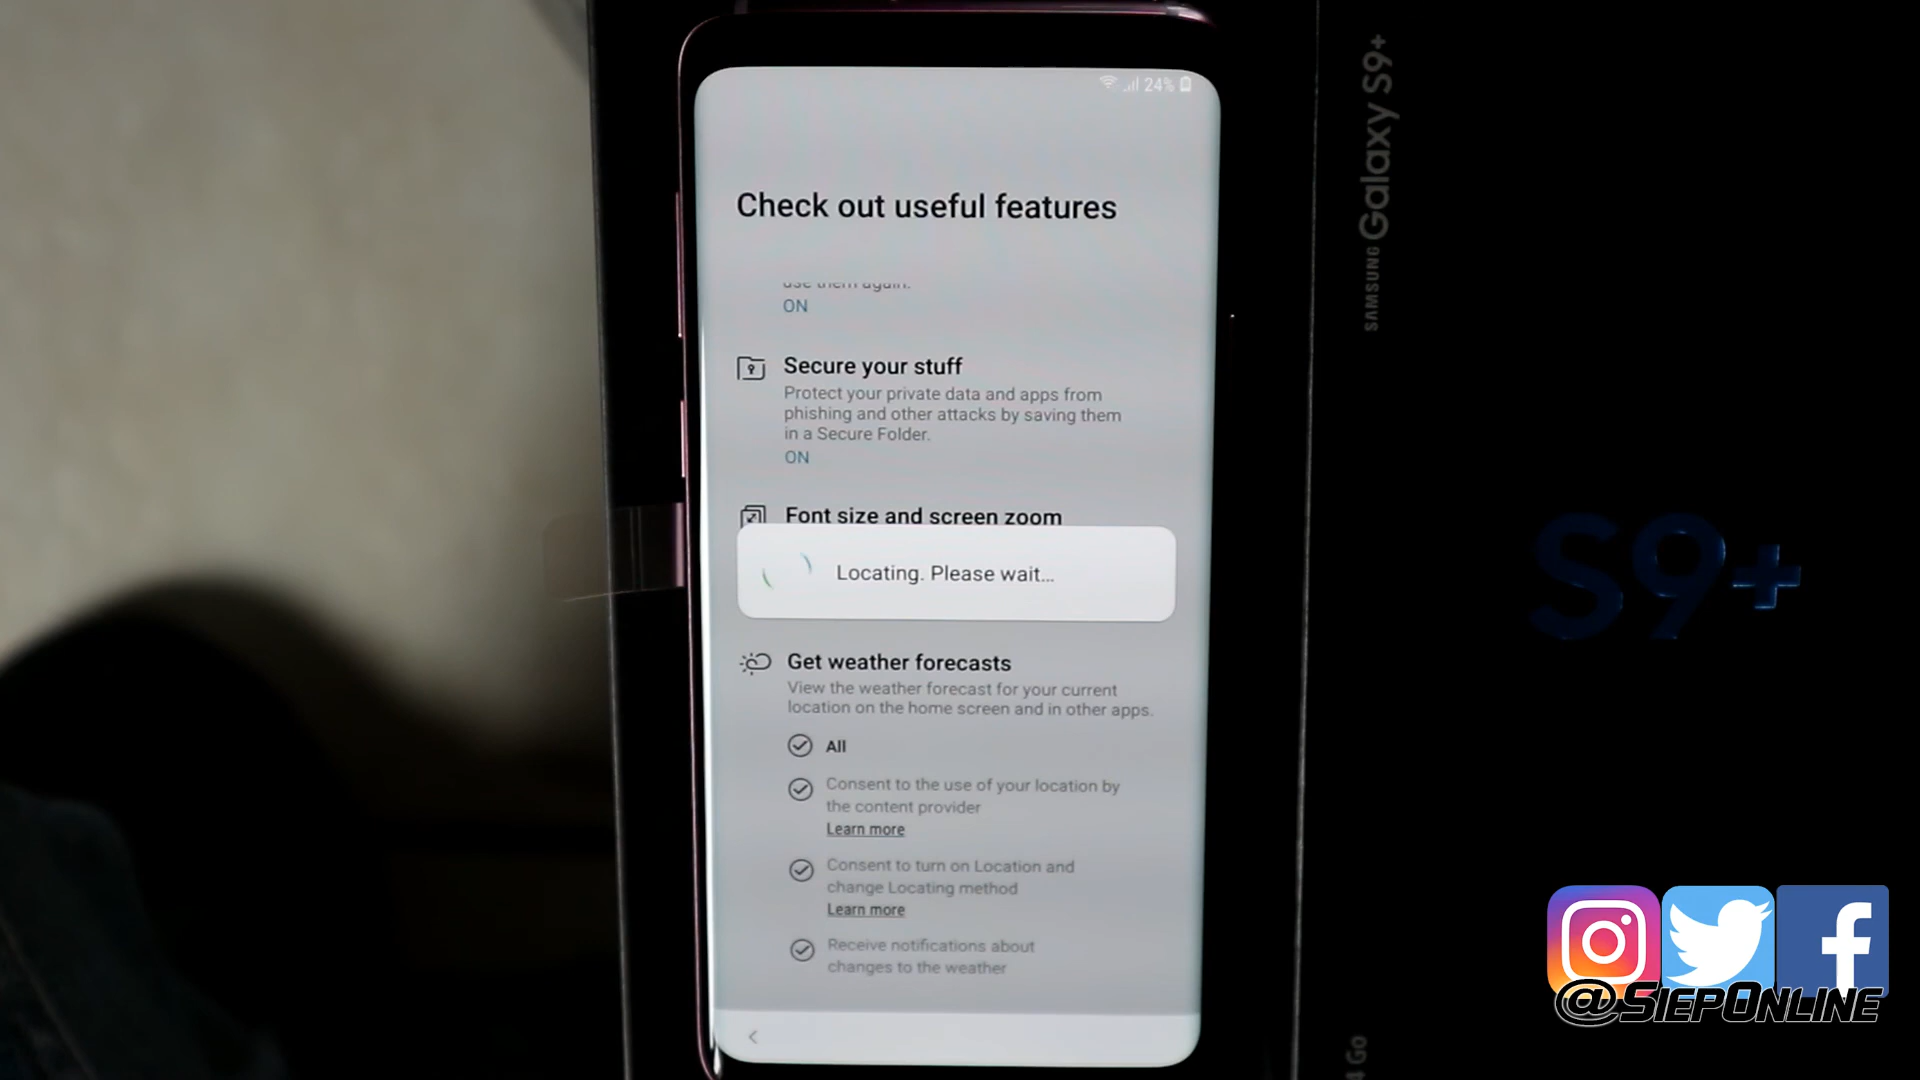 24%
Check out useful features
use them again.
ON
Secure your stuff
Protect your private data and apps from
phishing and other attacks by saving them
in a Secure Folder.
ON
Font size and screen zoom
Locating. Please wait...
Get weather forecasts
View the weather forecast for your current
location on the home screen and in other apps.
All
Consent to the use of your location by
the content provider
Learn more
Consent to turn on Location and
change Locating method
Learn more
Receive notifications about
changes to the weather
SAMSUNG Galaxy S9+
S9+
@SiepOnline